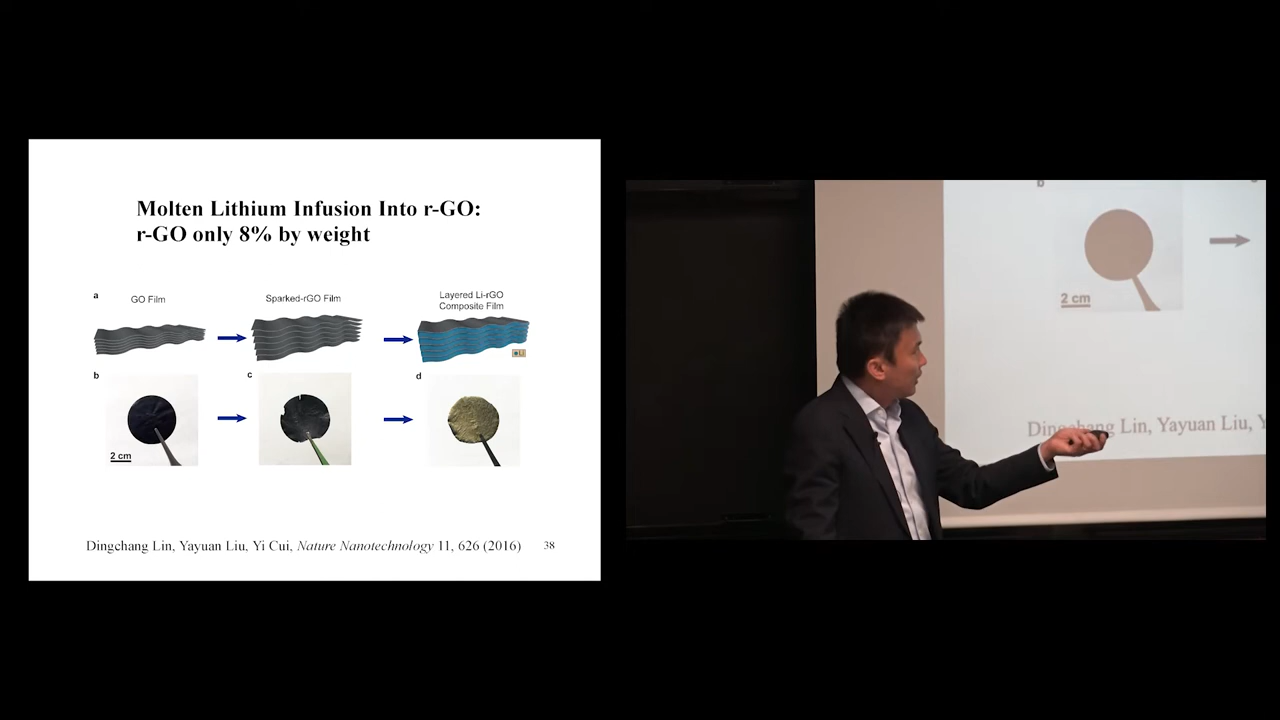 Molten Lithium Infusion Into r-GO:
r-GO only 8% by weight
a
GO Film
Sparked-rGO Film
Layered Li-rGO
Composite Film
Li
b
c
d
2 cm
Dingchang Lin, Yayuan Liu, Yi Cui, Nature Nanotechnology 11, 626 (2016)
38
b
2 cm
Dingchang Lin, Yayuan Liu, Y